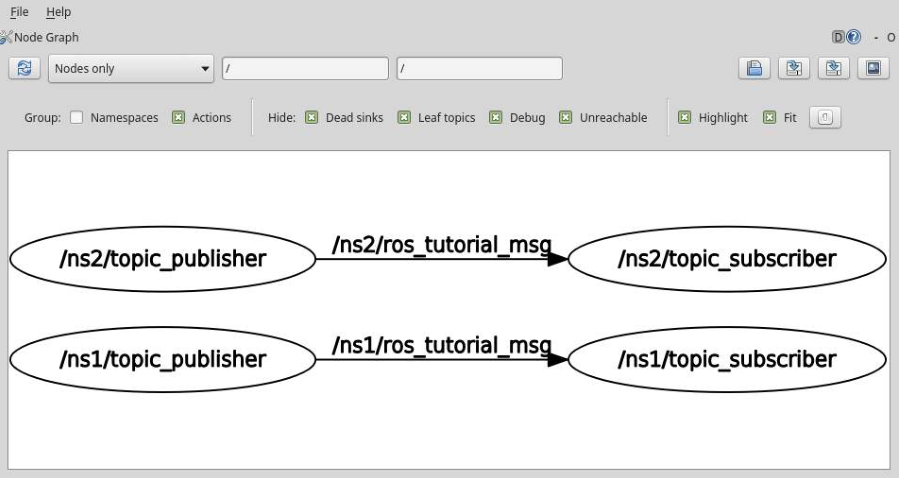 File Help
Node Graph D ? - O
Nodes only / /
Group: Namespaces Actions Hide: Dead sinks Leaf topics Debug Unreachable Highlight Fit
/ns2/topic_publisher /ns2/ros_tutorial_msg /ns2/topic_subscriber
/ns1/topic_publisher /ns1/ros_tutorial_msg /ns1/topic_subscriber